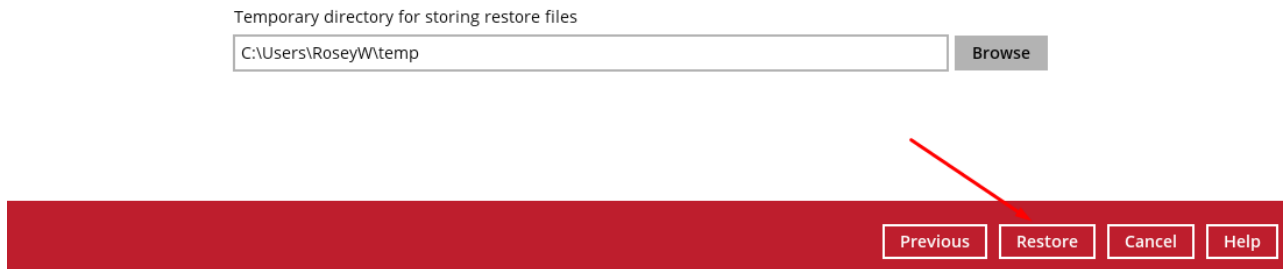 Temporary directory for storing restore files
C:\Users\RoseyW\temp Browse
Previous Restore Cancel Help